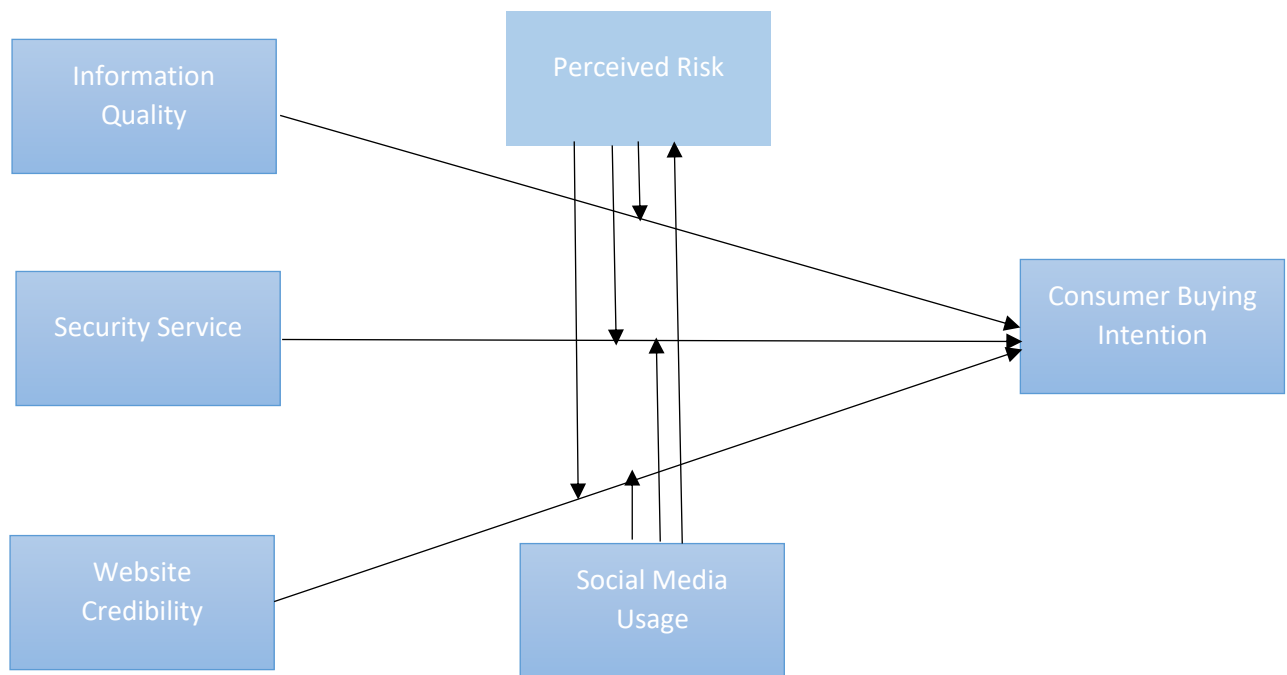 Information
Quality
Perceived Risk
Security Service
Consumer Buying
Intention
Website
Credibility
Social Media
Usage